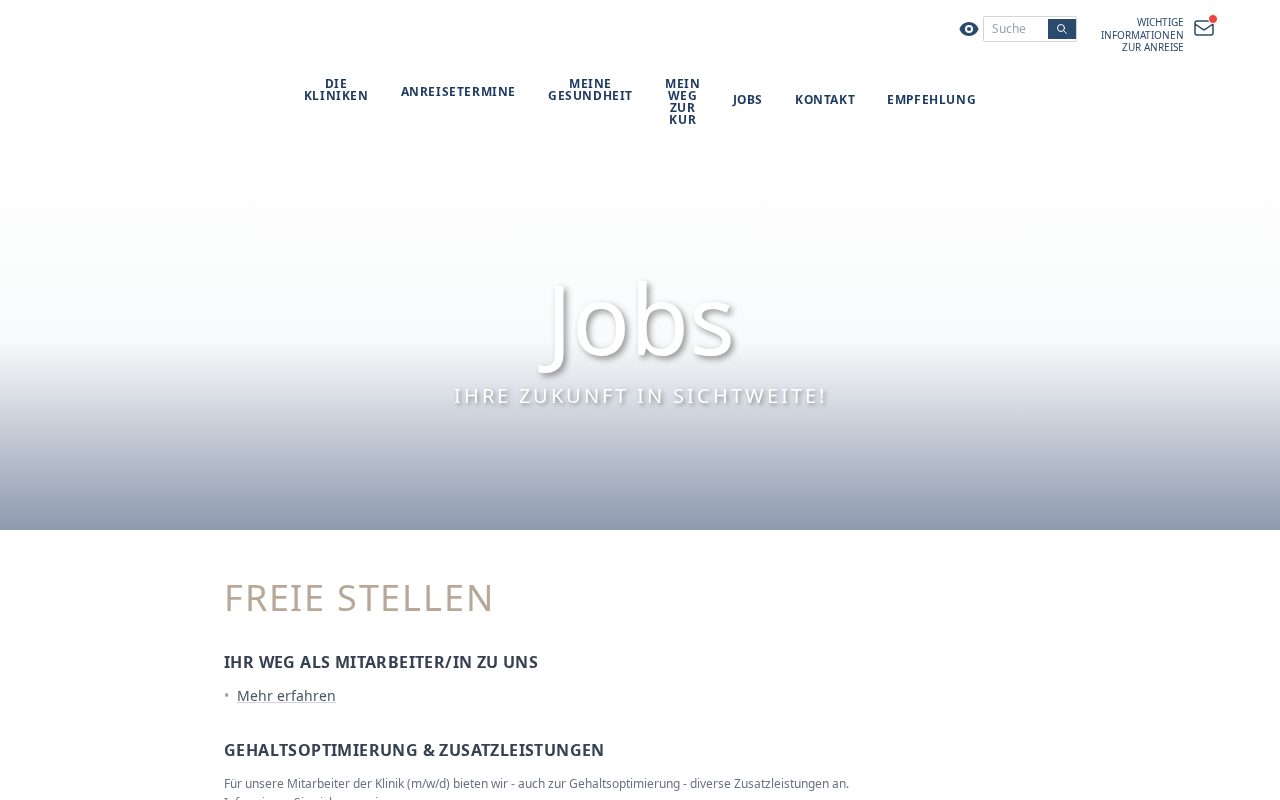 Suche
WICHTIGE
INFORMATIONEN
ZUR ANREISE
DIE
KLINIKEN
ANREISETERMINE
MEINE
GESUNDHEIT
MEIN
WEG
ZUR
KUR
JOBS
KONTAKT
EMPFEHLUNG
Jobs
IHRE ZUKUNFT IN SICHTWEITE!
FREIE STELLEN
IHR WEG ALS MITARBEITER/IN ZU UNS
• Mehr erfahren
GEHALTSOPTIMIERUNG & ZUSATZLEISTUNGEN
Für unsere Mitarbeiter der Klinik (m/w/d) bieten wir - auch zur Gehaltsoptimierung - diverse Zusatzleistungen an.